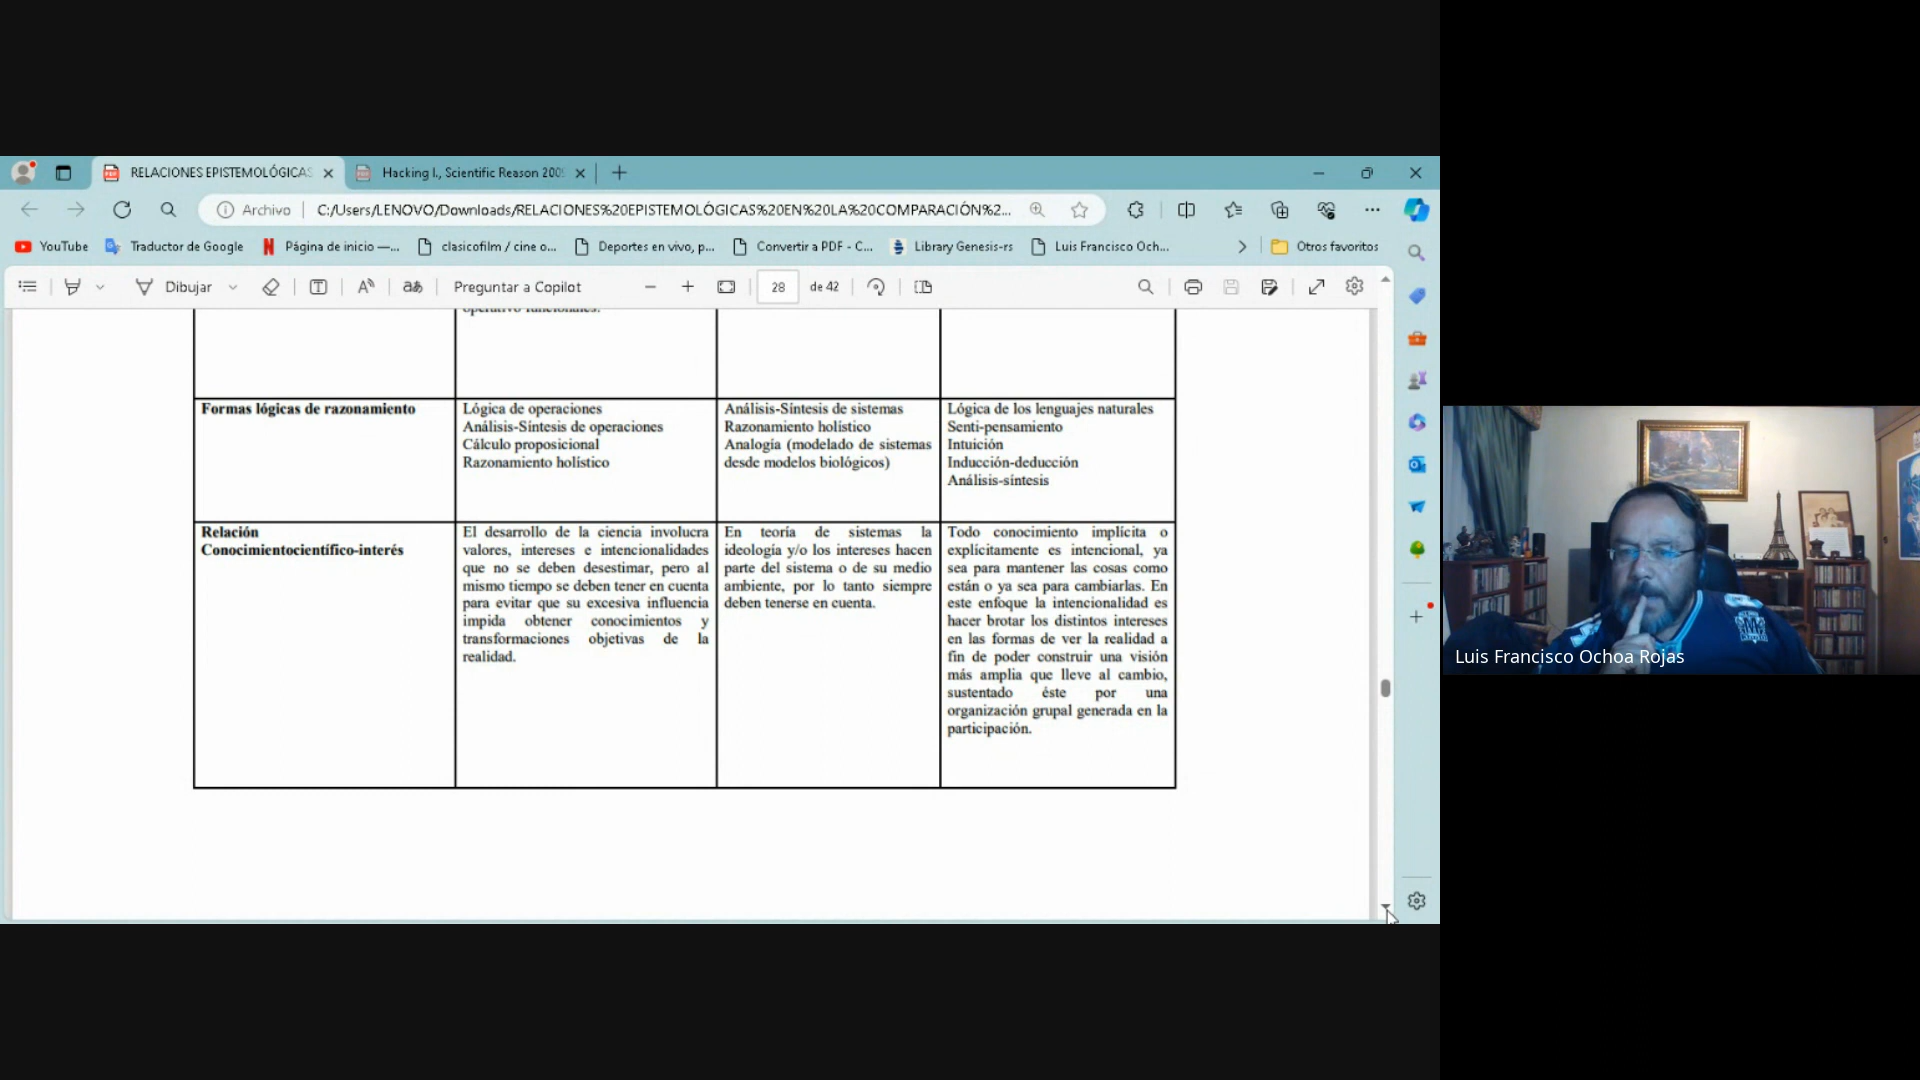 RELACIONES EPISTEMOLÓGICAS
Hacking I., Scientific Reason 200
Archivo
C:/Users/LENOVO/Downloads/RELACIONES%20EPISTEMOLÓGICAS%20EN%20LA%20COMPARACIÓN%2...
YouTube
Traductor de Google
Página de inicio —...
clasicofilm / cine o...
Deportes en vivo, p...
Convertir a PDF - C...
Library Genesis-rs
Luis Francisco Och...
Otros favoritos
Dibujar
Preguntar a Copilot
28
de 42
operativo funcionales.
Formas lógicas de razonamiento
Lógica de operaciones
Análisis-Síntesis de operaciones
Cálculo proposicional
Razonamiento holístico
Análisis-Síntesis de sistemas
Razonamiento holístico
Analogía (modelado de sistemas
desde modelos biológicos)
Lógica de los lenguajes naturales
Senti-pensamiento
Intuición
Inducción-deducción
Análisis-síntesis
Relación
Conocimientocientífico-interés
El desarrollo de la ciencia involucra
valores, intereses e intencionalidades
que no se deben desestimar, pero al
mismo tiempo se deben tener en cuenta
para evitar que su excesiva influencia
impida obtener conocimientos y
transformaciones objetivas de la
realidad.
En teoría de sistemas la
ideología y/o los intereses hacen
parte del sistema o de su medio
ambiente, por lo tanto siempre
deben tenerse en cuenta.
Todo conocimiento implícita o
explícitamente es intencional, ya
sea para mantener las cosas como
están o ya sea para cambiarlas. En
este enfoque la intencionalidad es
hacer brotar los distintos intereses
en las formas de ver la realidad a
fin de poder construir una visión
más amplia que lleve al cambio,
sustentado éste por una
organización grupal generada en la
participación.
Luis Francisco Ochoa Rojas